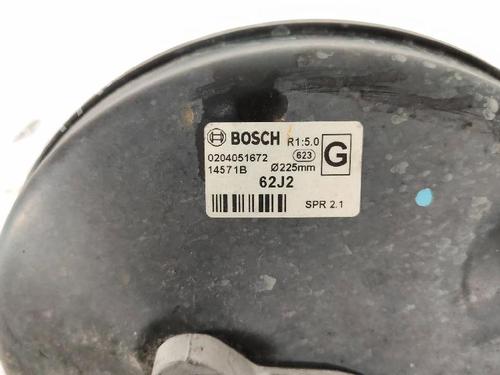 BOSCH R1:5.0 G
0204051672 623
14571B Ø225mm
62J2
SPR 2.1